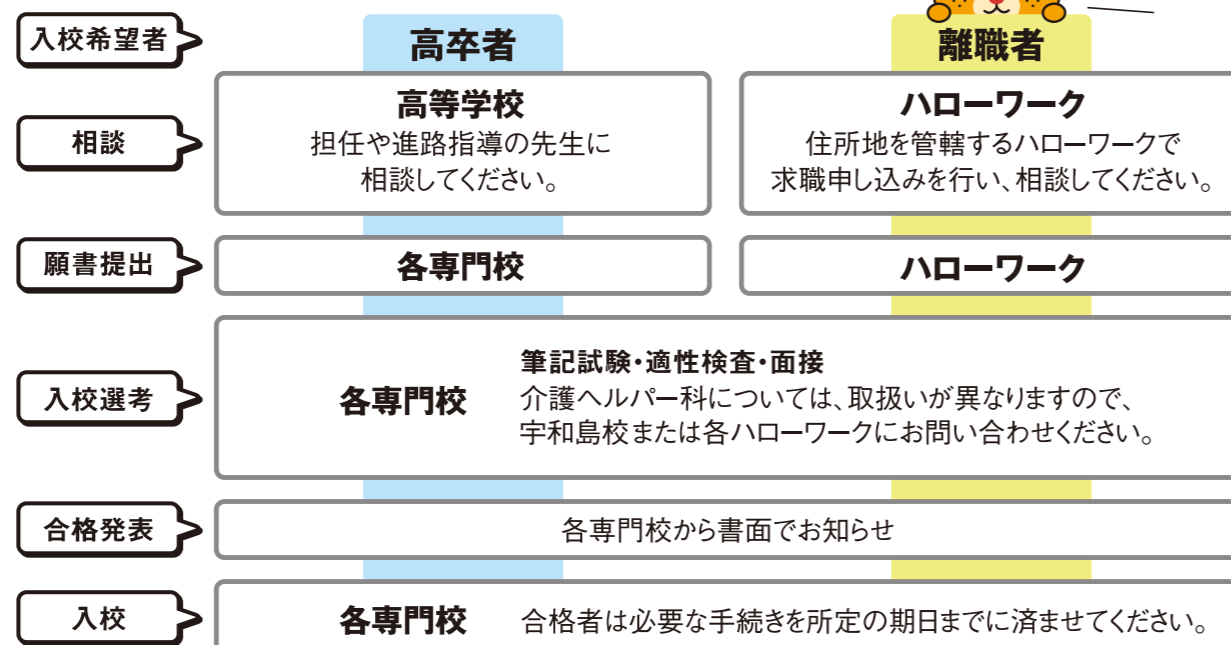 入校希望者
高卒者
離職者
相談
高等学校
担任や進路指導の先生に
相談してください。
ハローワーク
住所地を管轄するハローワークで
求職申し込みを行い、相談してください。
願書提出
各専門校
ハローワーク
入校選考
各専門校
筆記試験・適性検査・面接
介護ヘルパー科については、取扱いが異なりますので、
宇和島校または各ハローワークにお問い合わせください。
合格発表
各専門校から書面でお知らせ
入校
各専門校
合格者は必要な手続きを所定の期日までに済ませてください。